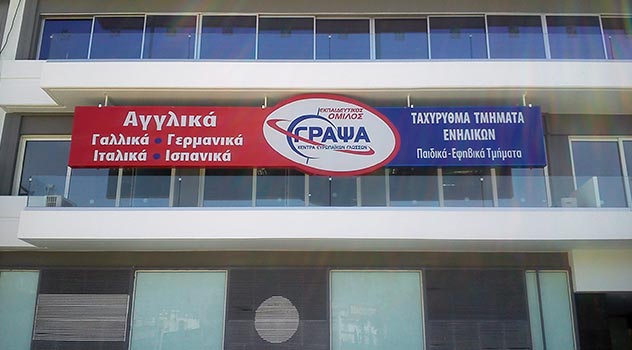 Αγγλικά
Γαλλικά • Γερμανικά
Ιταλικά • Ισπανικά
ΕΚΠΑΙΔΕΥΤΙΚΟΣ
ΟΜΙΛΟΣ
ΓΡΑΨΑ
ΚΕΝΤΡΑ ΕΥΡΩΠΑΪΚΩΝ ΓΛΩΣΣΩΝ
ΤΑΧΥΡΥΘΜΑ ΤΜΗΜΑΤΑ
ΕΝΗΛΙΚΩΝ
Παιδικά-Εφηβικά Τμήματα